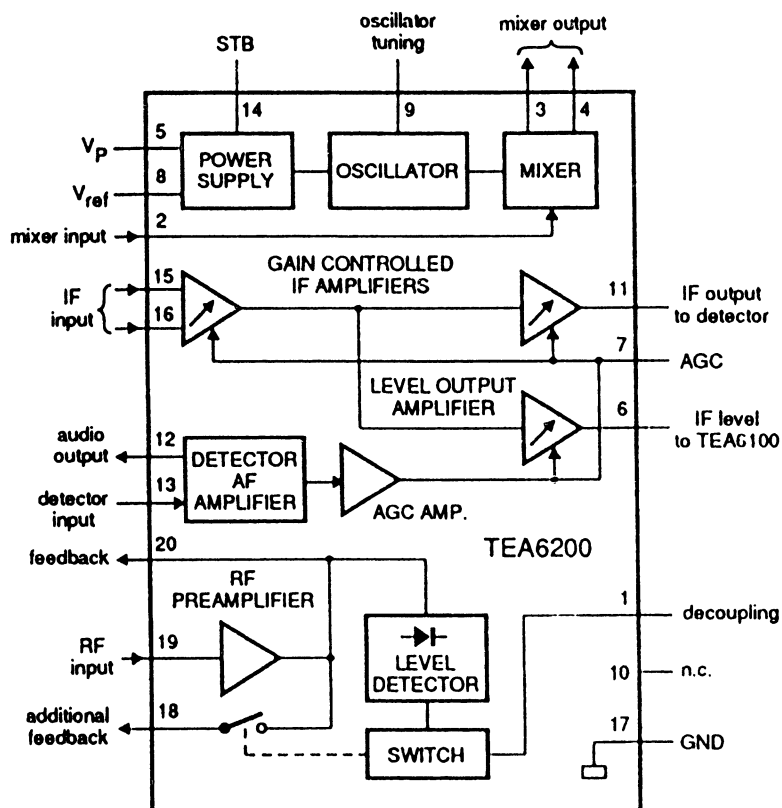 STB
oscillator
tuning
mixer output
14
9
3
4
VP
5
POWER
SUPPLY
OSCILLATOR
MIXER
Vref
8
mixer input
2
GAIN CONTROLLED
IF AMPLIFIERS
IF
input
15
16
11
IF output
to detector
7
AGC
LEVEL OUTPUT
AMPLIFIER
6
IF level
to TEA6100
audio
output
12
DETECTOR
AF
AMPLIFIER
detector
input
13
AGC AMP.
feedback
20
TEA6200
RF
PREAMPLIFIER
1
decoupling
RF
input
19
LEVEL
DETECTOR
10
n.c.
additional
feedback
18
SWITCH
17
GND